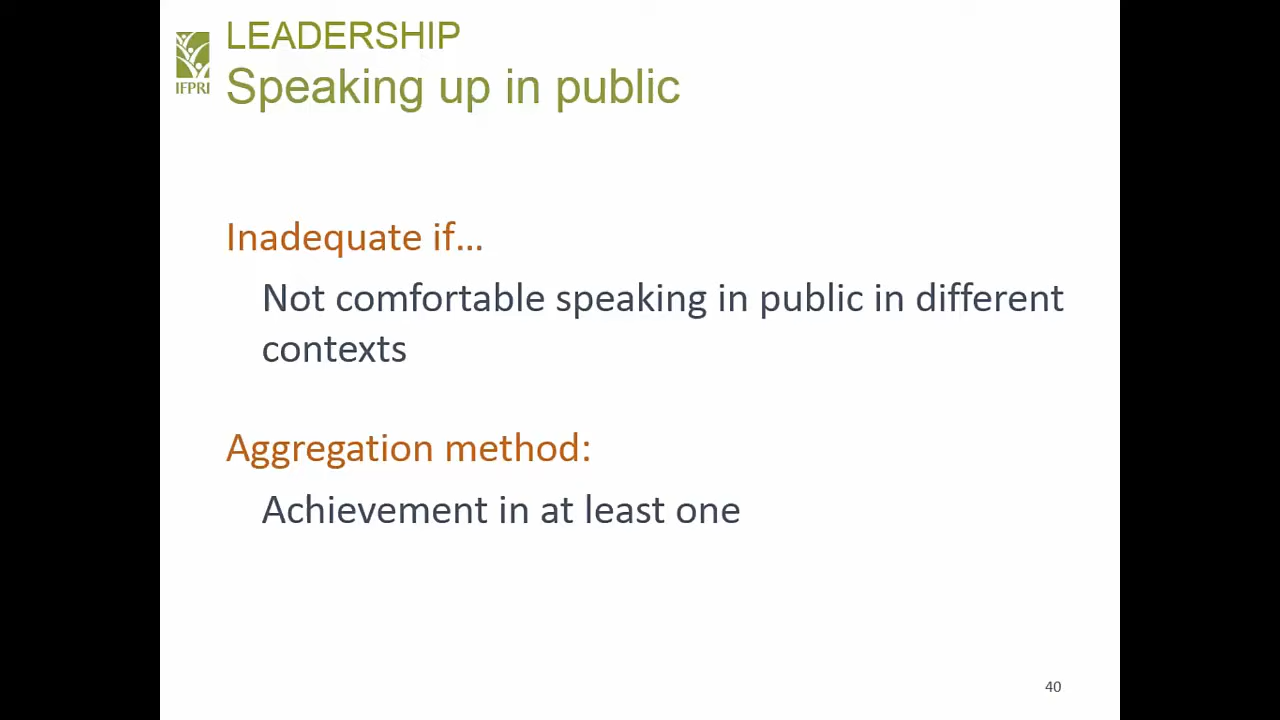 LEADERSHIP
IFPRI
Speaking up in public
Inadequate if…
Not comfortable speaking in public in different
contexts
Aggregation method:
Achievement in at least one
40